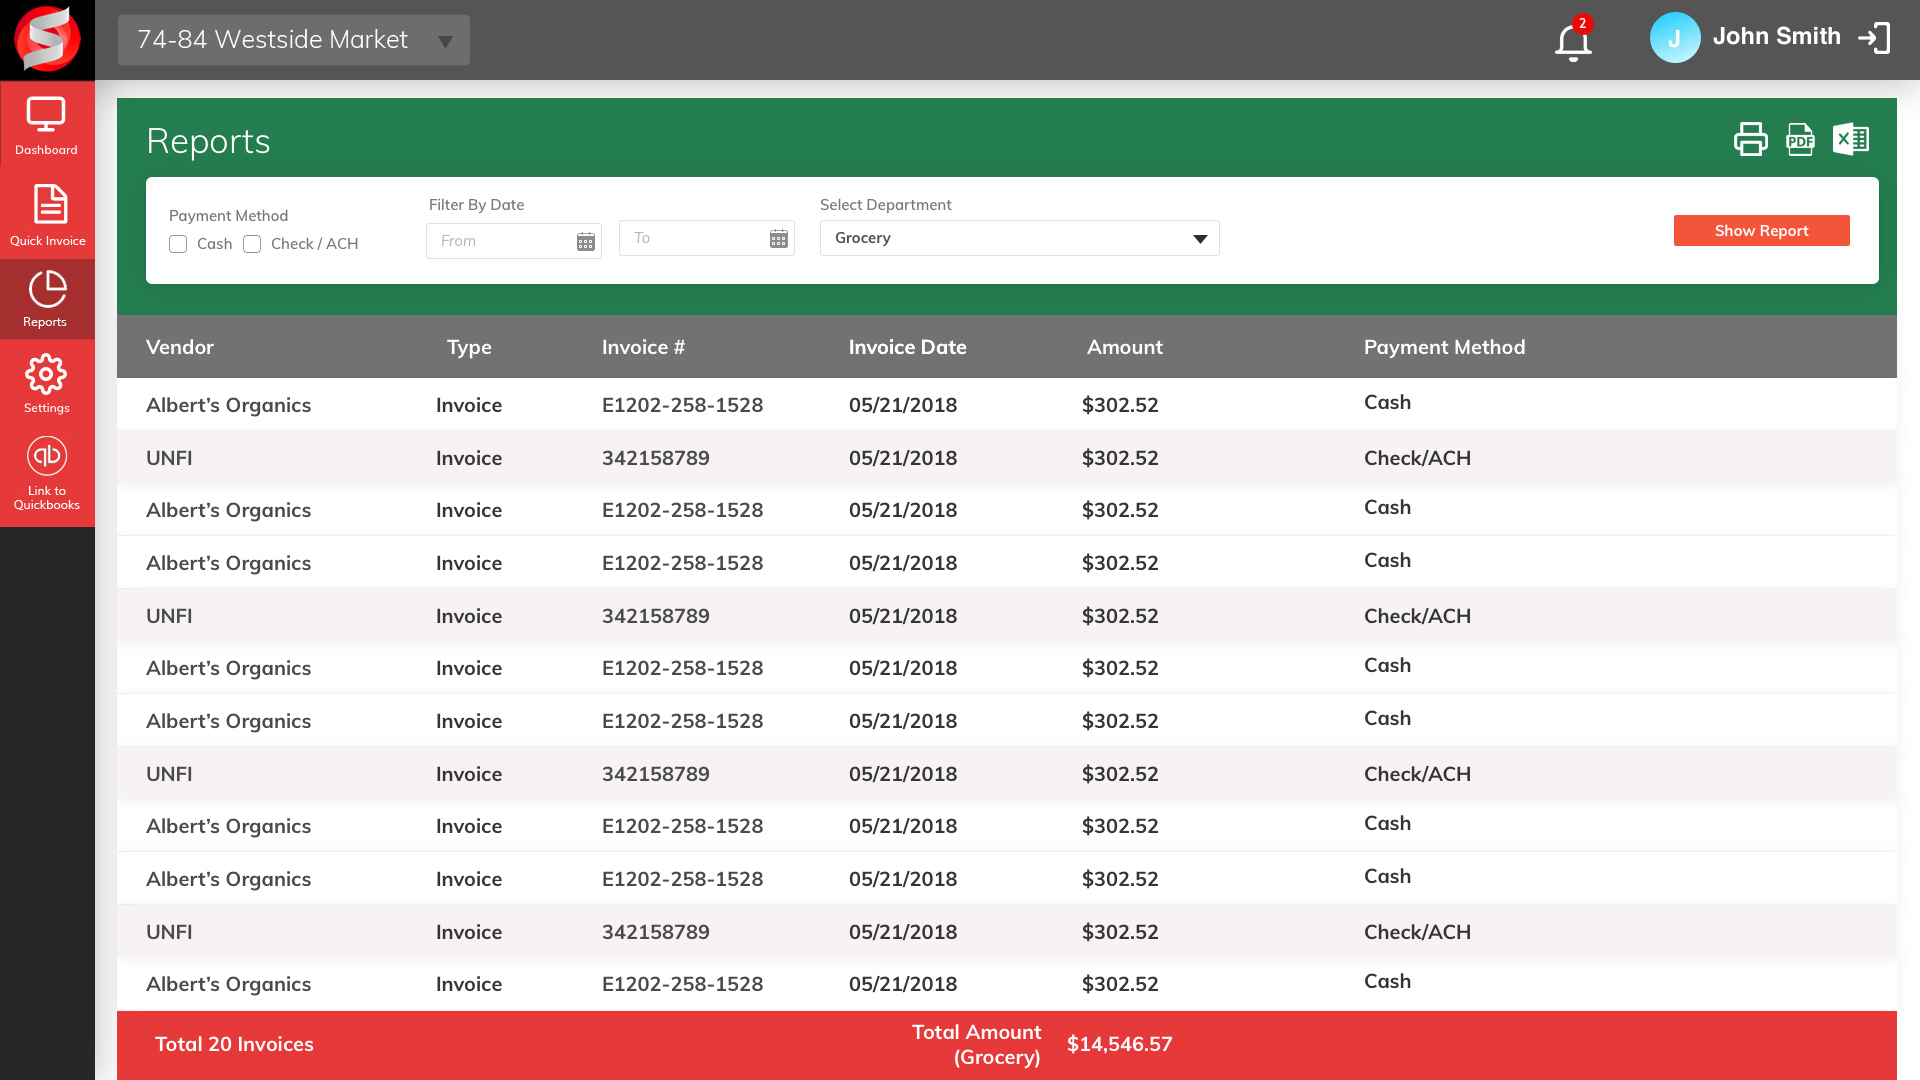 74-84 Westside Market
2
J
John Smith
Dashboard
Quick Invoice
Reports
Settings
Link to
Quickbooks
Reports
PDF
X
Payment Method
Cash
Check / ACH
Filter By Date
From
To
Select Department
Grocery
Show Report
Vendor Type Invoice # Invoice Date Amount Payment Method
Albert’s Organics Invoice E1202-258-1528 05/21/2018 $302.52 Cash
UNFI Invoice 342158789 05/21/2018 $302.52 Check/ACH
Albert’s Organics Invoice E1202-258-1528 05/21/2018 $302.52 Cash
Albert’s Organics Invoice E1202-258-1528 05/21/2018 $302.52 Cash
UNFI Invoice 342158789 05/21/2018 $302.52 Check/ACH
Albert’s Organics Invoice E1202-258-1528 05/21/2018 $302.52 Cash
Albert’s Organics Invoice E1202-258-1528 05/21/2018 $302.52 Cash
UNFI Invoice 342158789 05/21/2018 $302.52 Check/ACH
Albert’s Organics Invoice E1202-258-1528 05/21/2018 $302.52 Cash
Albert’s Organics Invoice E1202-258-1528 05/21/2018 $302.52 Cash
UNFI Invoice 342158789 05/21/2018 $302.52 Check/ACH
Albert’s Organics Invoice E1202-258-1528 05/21/2018 $302.52 Cash
Total 20 Invoices
Total Amount
(Grocery)
$14,546.57